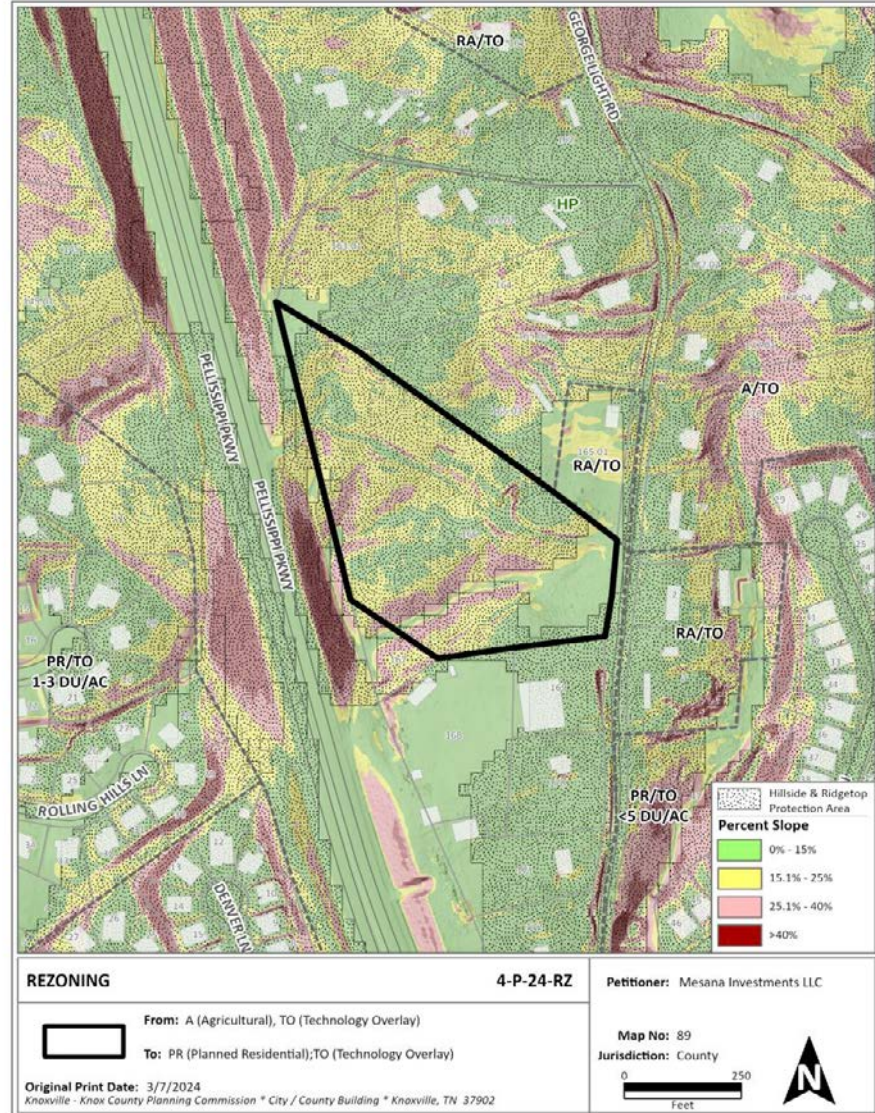 RA/TO
GEORGE LIGHT RD
HP
PELLISSIPPI PKWY
PELLISSIPPI PKWY
A/TO
165 01
RA/TO
RA/TO
PR/TO
1-3 DU/AC
ROLLING HILLS LN
DENVER LN
PR/TO
<5 DU/AC
Hillside & Ridgetop
Protection Area
Percent Slope
0% - 15%
15.1% - 25%
25.1% - 40%
>40%
REZONING
4-P-24-RZ
From: A (Agricultural), TO (Technology Overlay)
To: PR (Planned Residential);TO (Technology Overlay)
Original Print Date: 3/7/2024
Knoxville - Knox County Planning Commission * City / County Building * Knoxville, TN 37902
Petitioner: Mesana Investments LLC
Map No: 89
Jurisdiction: County
0
250
Feet
N